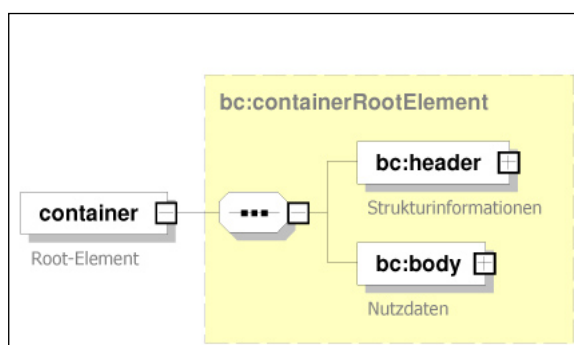 bc:containerRootElement
bc:header
Strukturinformationen
container
Root-Element
bc:body
Nutzdaten